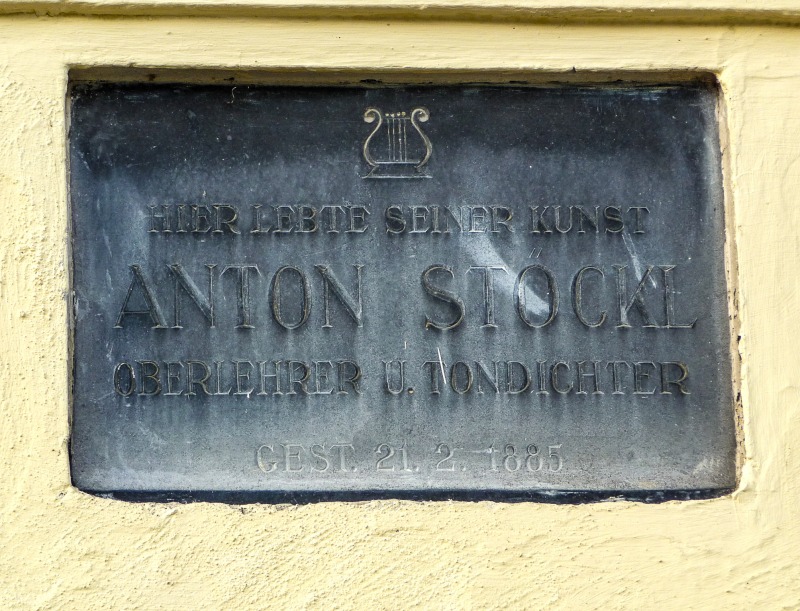 HIER LEBTE SEINER KUNST
ANTON STÖCKL
OBERLEHRER U. TONDICHTER
GEST. 21. 2. 1885